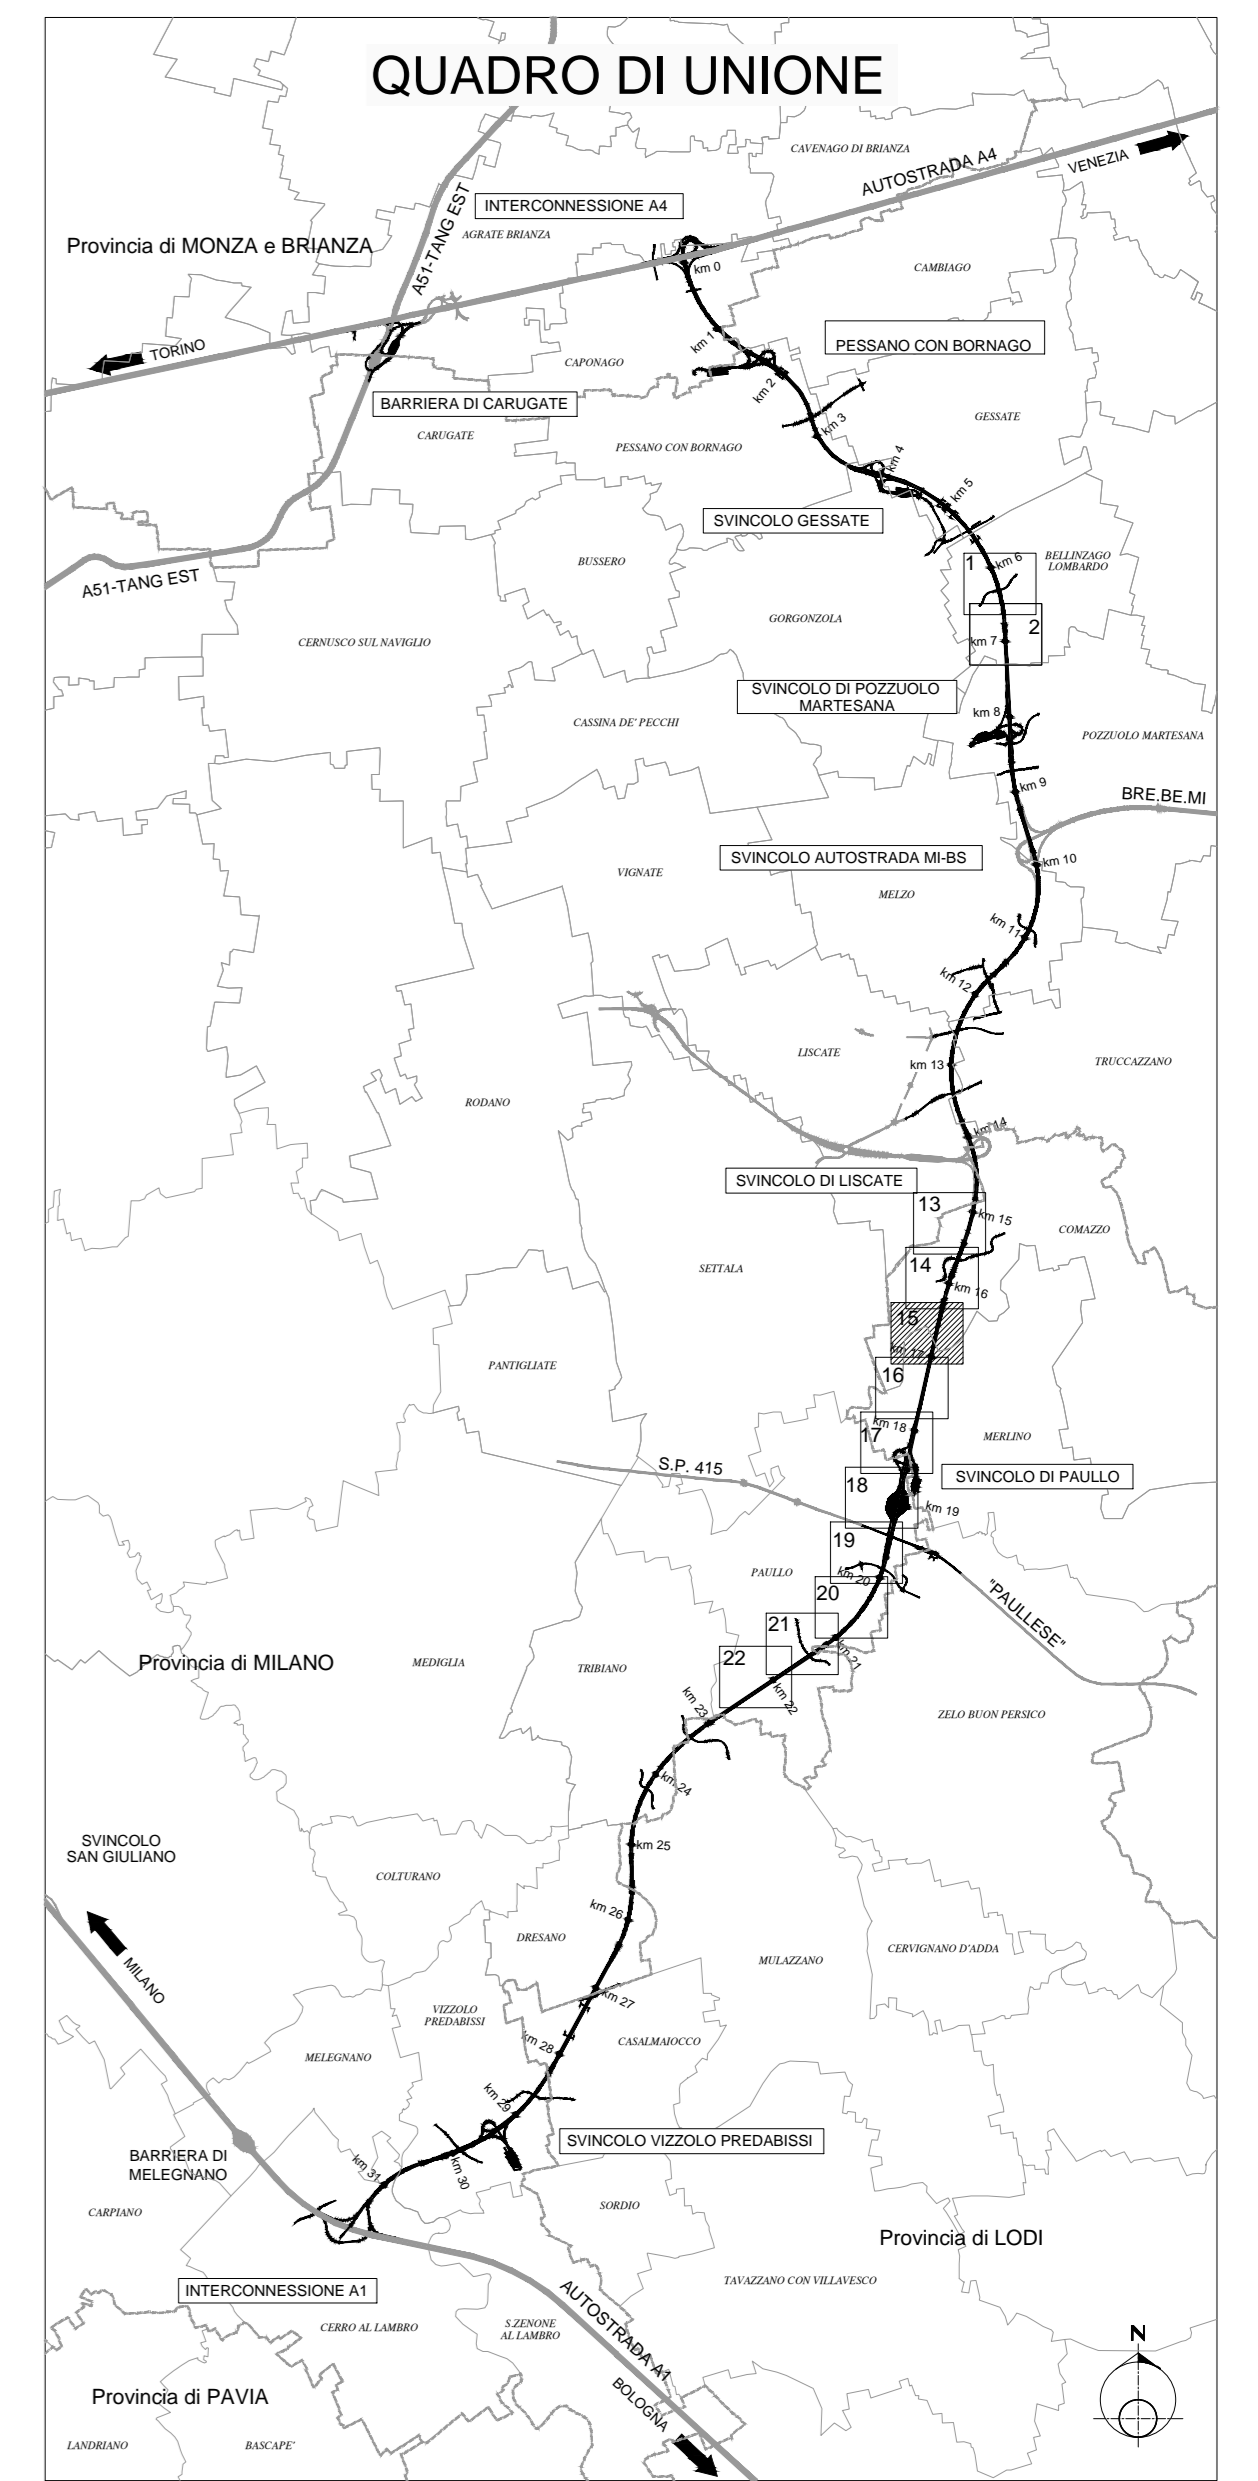 QUADRO DI UNIONE
CAVENAGO DI BRIANZA
AUTOSTRADA A4
VENEZIA
A51-TANG EST
INTERCONNESSIONE A4
AGRATE BRIANZA
Provincia di MONZA e BRIANZA
km 0
CAMBIAGO
TORINO
km 1
PESSANO CON BORNAGO
CAPONAGO
km 2
BARRIERA DI CARUGATE
CARUGATE
km 3
GESSATE
PESSANO CON BORNAGO
km 4
km 5
SVINCOLO GESSATE
BUSSERO
1
km 6
BELLINZAGO
LOMBARDO
A51-TANG EST
GORGONZOLA
2
CERNUSCO SUL NAVIGLIO
km 7
SVINCOLO DI POZZUOLO
MARTESANA
CASSINA DE' PECCHI
km 8
POZZUOLO MARTESANA
km 9
BRE.BE.MI
SVINCOLO AUTOSTRADA MI-BS
km 10
VIGNATE
MELZO
km 11
km 12
LISCATE
km 13
TRUCCAZZANO
RODANO
km 14
SVINCOLO DI LISCATE
13
km 15
COMAZZO
14
SETTALA
km 16
15
km 17
PANTIGLIATE
16
km 18
17
MERLINO
S.P. 415
SVINCOLO DI PAULLO
18
km 19
19
PAULLO
km 20
20
"PAULLESE"
21
km 21
22
Provincia di MILANO
MEDIGLIA
TRIBIANO
km 22
km 23
ZELO BUON PERSICO
km 24
SVINCOLO
SAN GIULIANO
km 25
COLTURANO
km 26
DRESANO
MULAZZANO
CERVIGNANO D'ADDA
MILANO
km 27
VIZZOLO
PREDABISSI
km 28
CASALMAIOCCO
MELEGNANO
km 29
SVINCOLO VIZZOLO PREDABISSI
BARRIERA DI
MELEGNANO
km 31
km 30
CARPIANO
SORDIO
Provincia di LODI
TAVAZZANO CON VILLAVESCO
INTERCONNESSIONE A1
AUTOSTRADA A1
CERRO AL LAMBRO
S.ZENONE
AL LAMBRO
N
BOLOGNA
Provincia di PAVIA
LANDRIANO
BASCAPE'